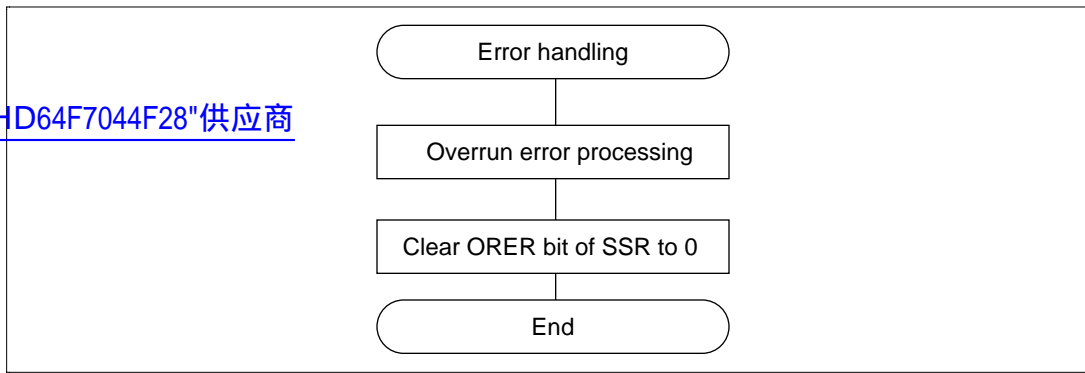 Error handling
HD64F7044F28"供应商
Overrun error processing
Clear ORER bit of SSR to 0
End